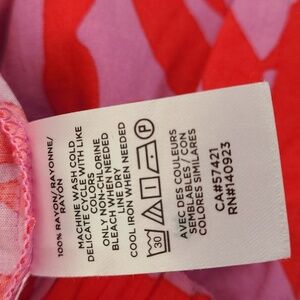 100% RAYON/RAYONNE/
RAYON
MACHINE WASH COLD
DELICATE CYCLE WITH LIKE
COLORS
ONLY NON-CHLORINE
BLEACH WHEN NEEDED
LINE DRY
COOL IRON WHEN NEEDED
30
P
AVEC DES COULEURS
SEMBLABLES / CON
COLORES SIMILARES
CA#57421
RN#140923